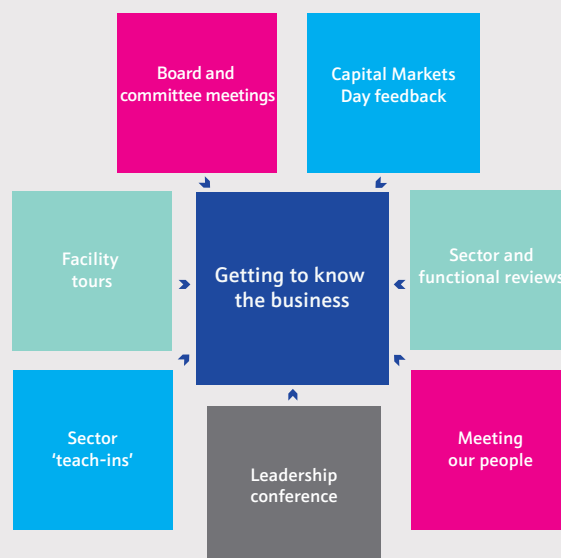 Board and
committee meetings
Capital Markets
Day feedback
Facility
tours
Getting to know
the business
Sector and
functional reviews
Sector
‘teach-ins’
Leadership
conference
Meeting
our people